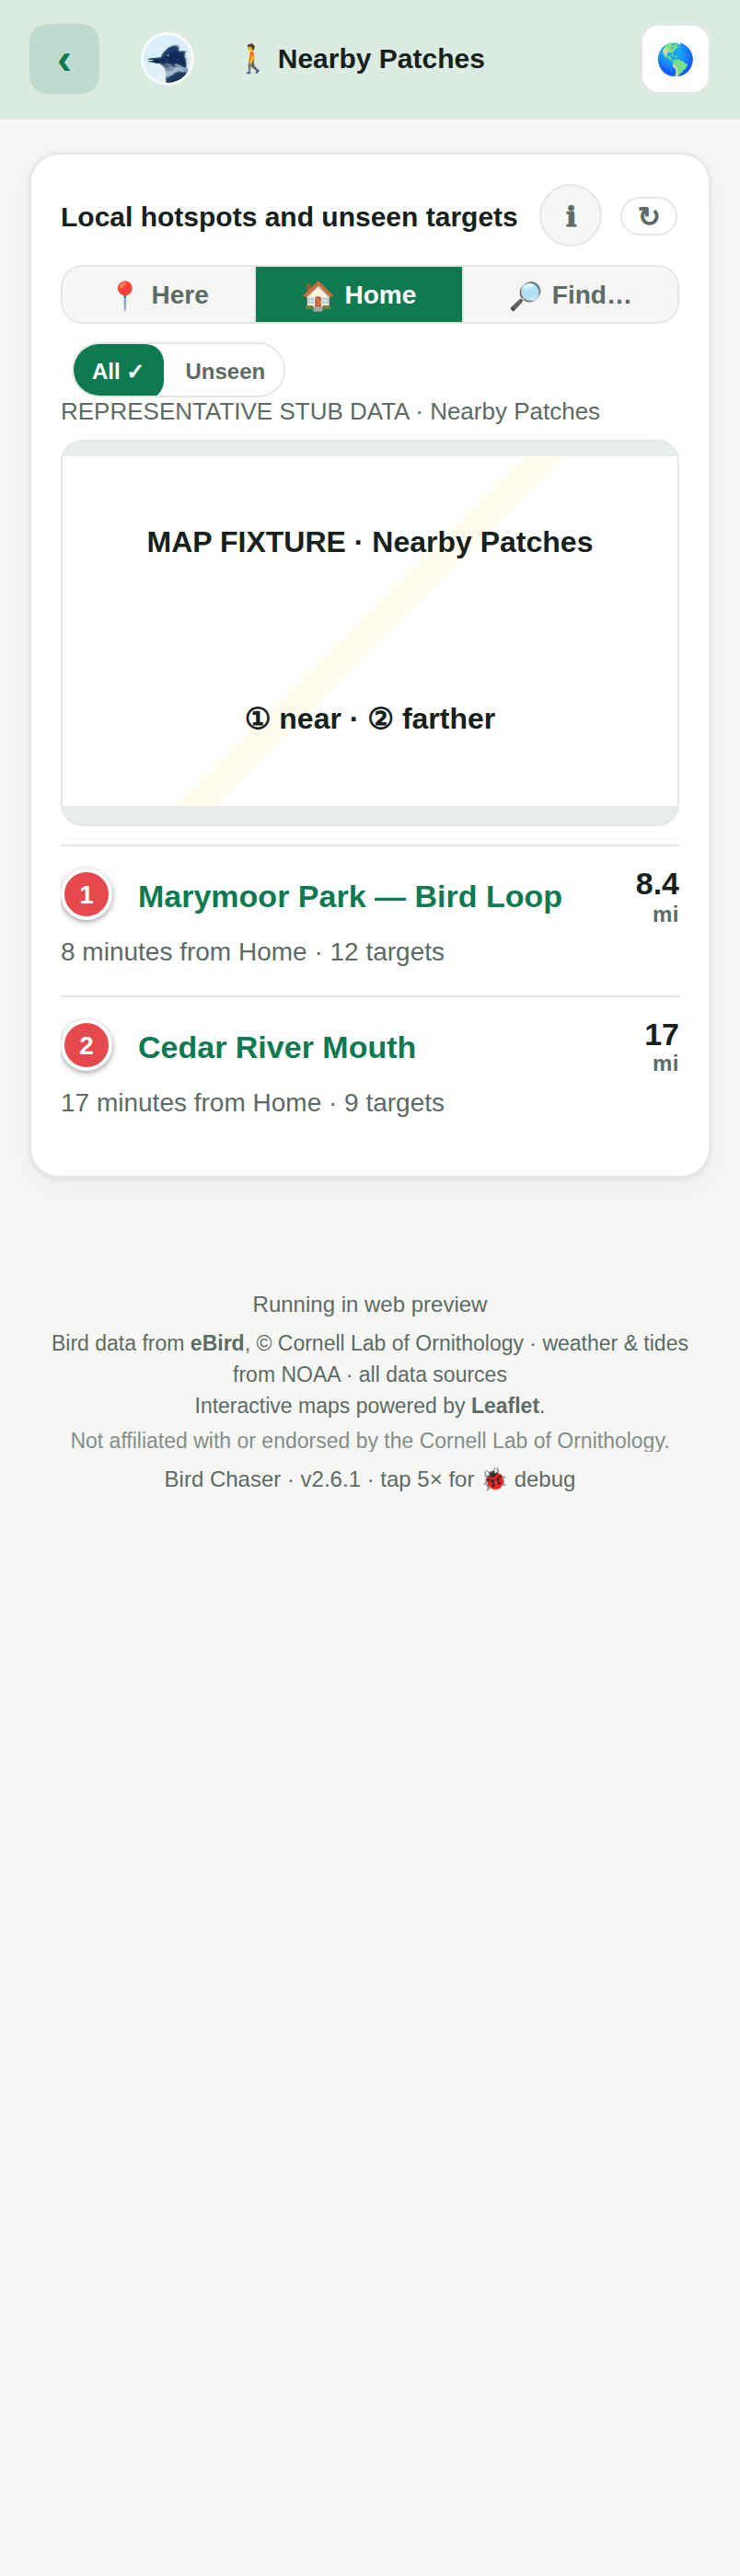 ‹ 🚶 Nearby Patches 🌎
Local hotspots and unseen targets ℹ ↻
📍 Here 🏠 Home 🔎 Find…
All ✓ Unseen
REPRESENTATIVE STUB DATA · Nearby Patches
MAP FIXTURE · Nearby Patches
① near · ② farther
1 Marymoor Park — Bird Loop 8.4 mi
8 minutes from Home · 12 targets
2 Cedar River Mouth 17 mi
17 minutes from Home · 9 targets
Running in web preview
Bird data from eBird, © Cornell Lab of Ornithology · weather & tides
from NOAA · all data sources
Interactive maps powered by Leaflet.
Not affiliated with or endorsed by the Cornell Lab of Ornithology.
Bird Chaser · v2.6.1 · tap 5× for 🐞 debug